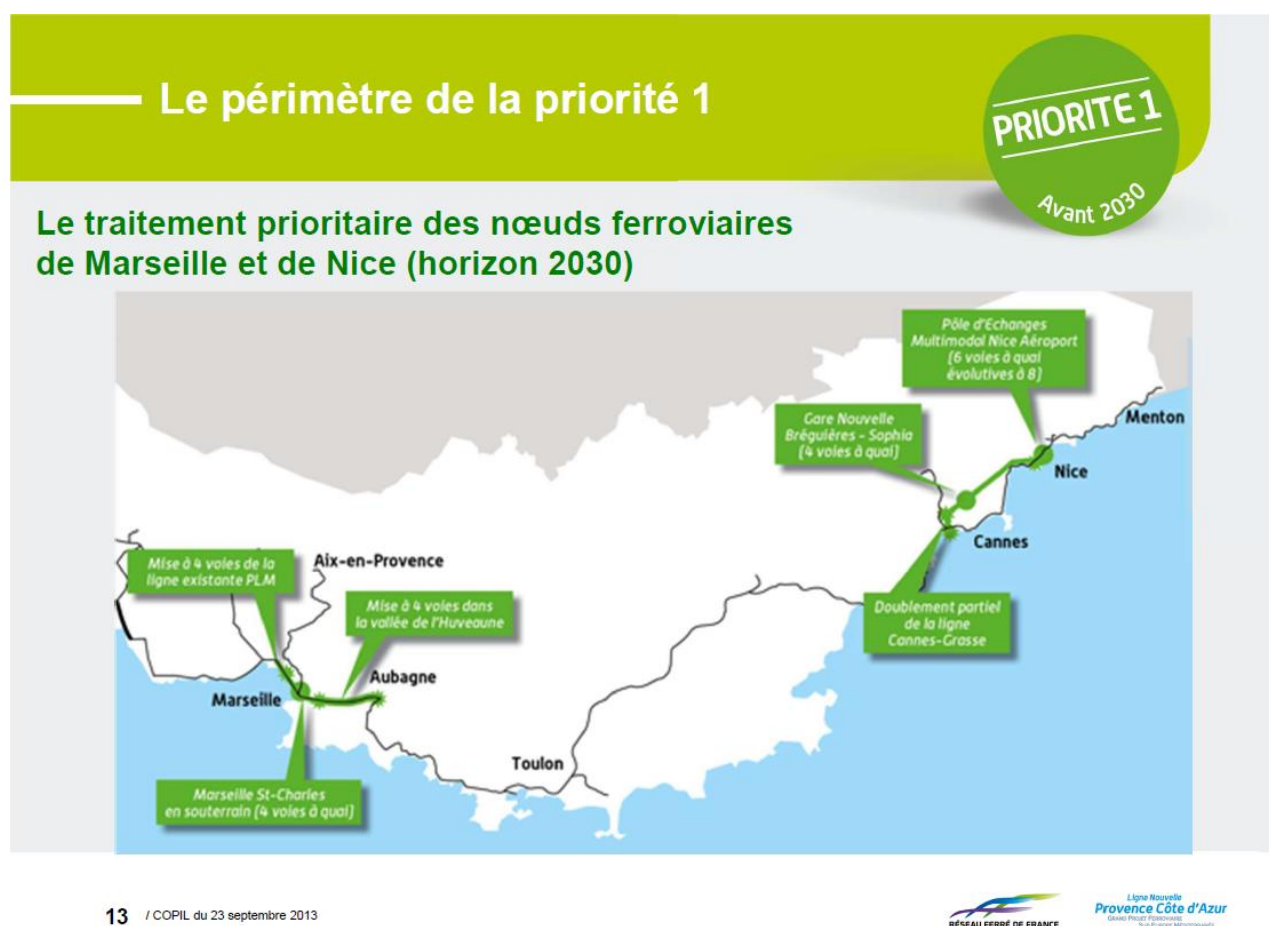 Le périmètre de la priorité 1
PRIORITE 1
Avant 2030
Le traitement prioritaire des nœuds ferroviaires
de Marseille et de Nice (horizon 2030)
Pôle d'Echanges
Multimodal Nice Aéroport
(6 voies à quai
évolutives à 8)
Menton
Gare Nouvelle
Bréguières - Sophia
(4 voies à quai)
Nice
Cannes
Mise à 4 voies de la
ligne existante PLM
Aix-en-Provence
Mise à 4 voies dans
la vallée de l'Huveaune
Doublement partiel
de la ligne
Cannes-Grasse
Aubagne
Marseille
Toulon
Marseille St-Charles
en souterrain (4 voies à quai)
13 / COPIL du 23 septembre 2013
RÉSEAU FERRÉ DE FRANCE
Ligne Nouvelle
Provence Côte d'Azur
GRAND PROJET FERROVIAIRE